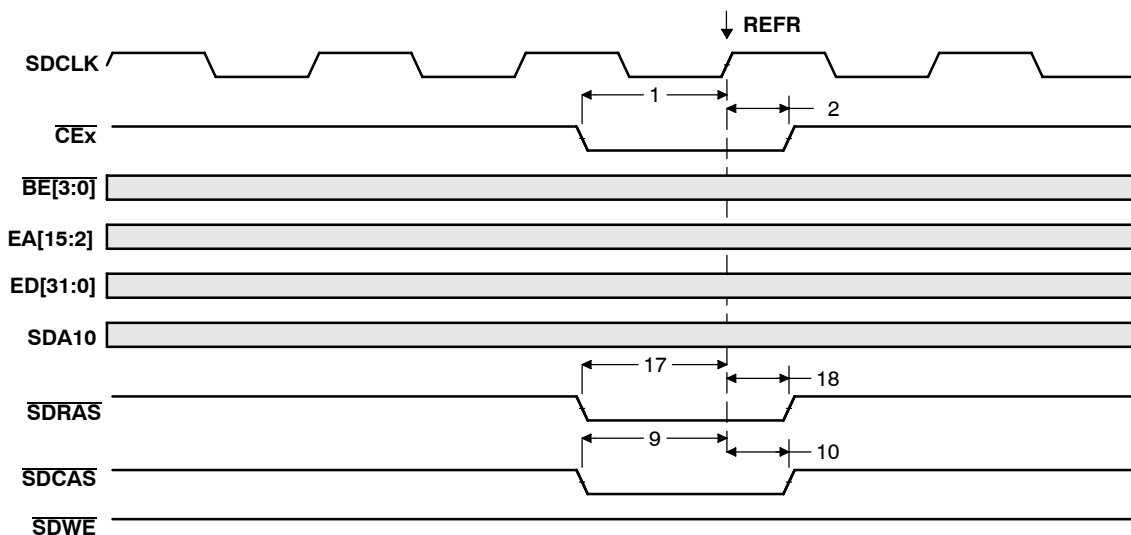 REFR
SDCLK
1
2
CEx
BE[3:0]
EA[15:2]
ED[31:0]
SDA10
17
18
SDRAS
9
10
SDCAS
SDWE